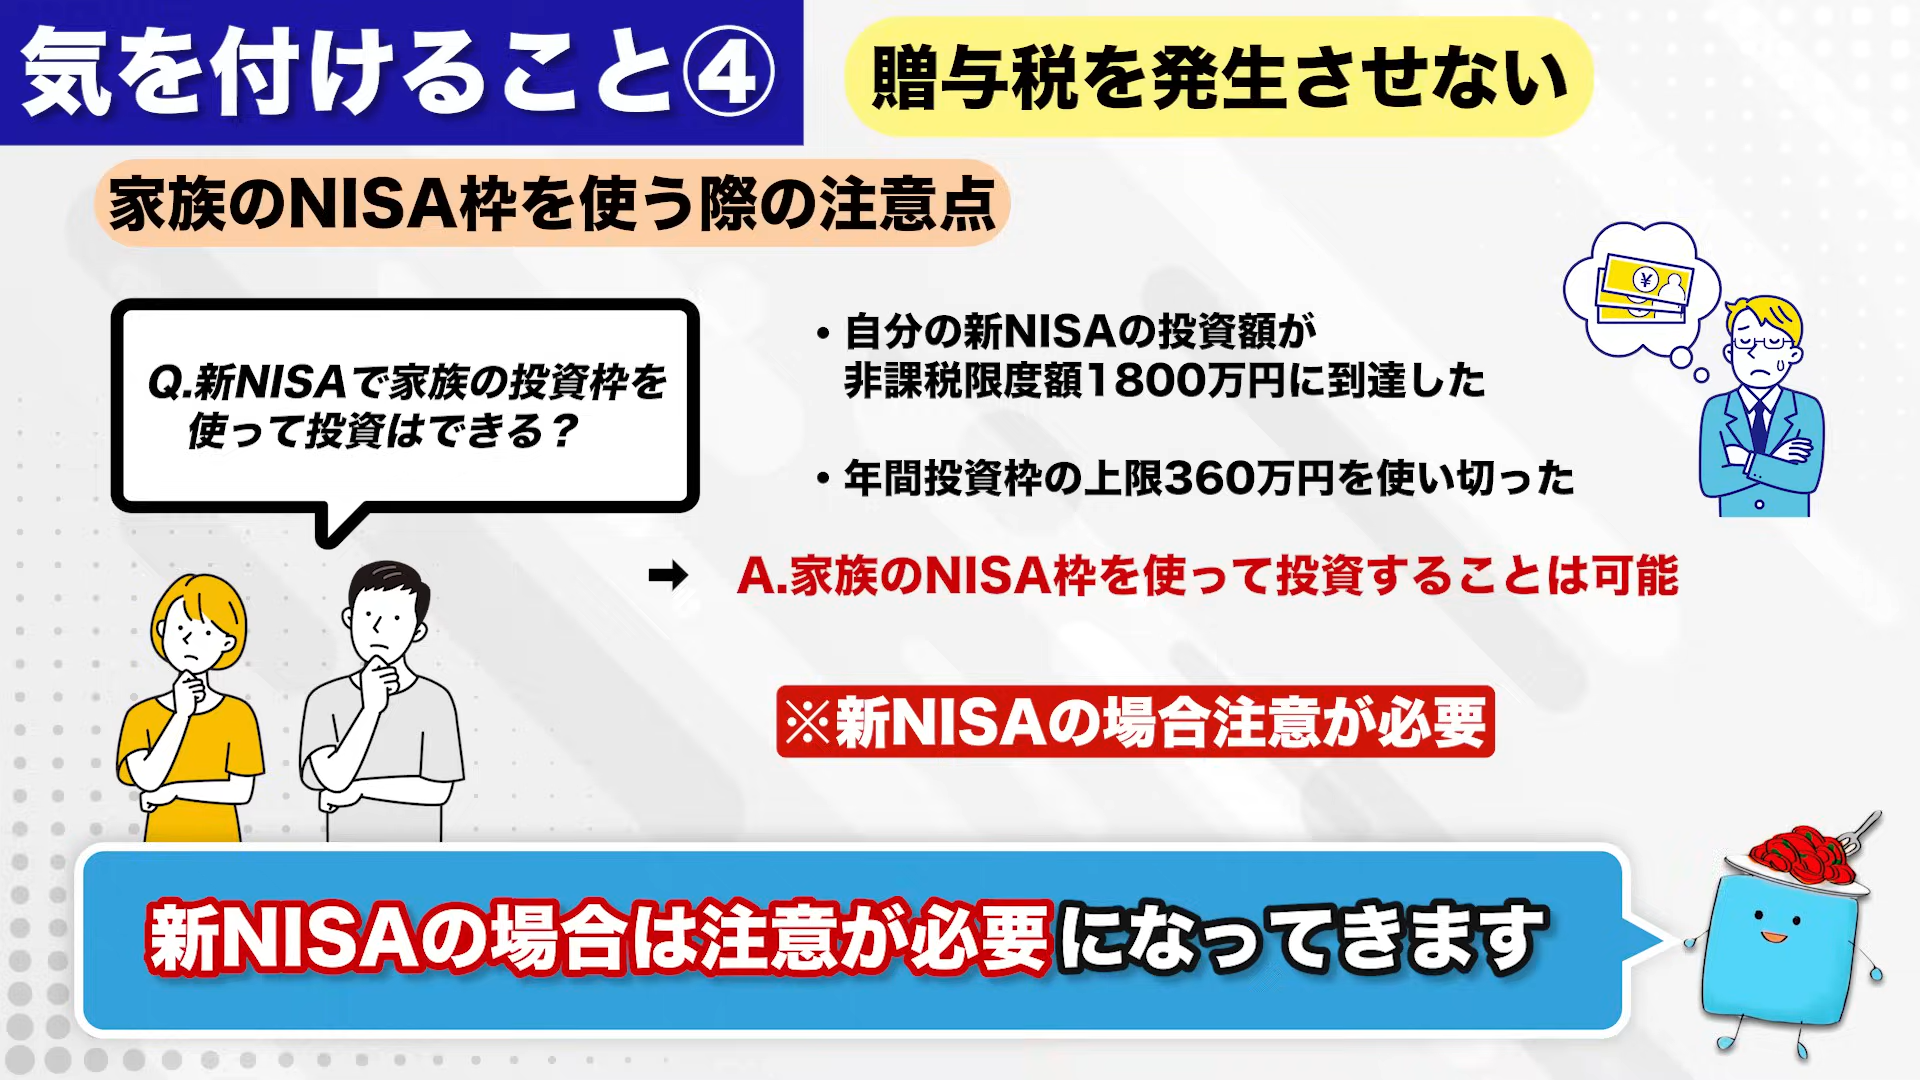 気を付けること④
贈与税を発生させない
家族のNISA枠を使う際の注意点
Q.新NISAで家族の投資枠を
使って投資はできる？
・自分の新NISAの投資額が
非課税限度額1800万円に到達した
・年間投資枠の上限360万円を使い切った
➡ A.家族のNISA枠を使って投資することは可能
※新NISAの場合注意が必要
新NISAの場合は注意が必要になってきます
¥